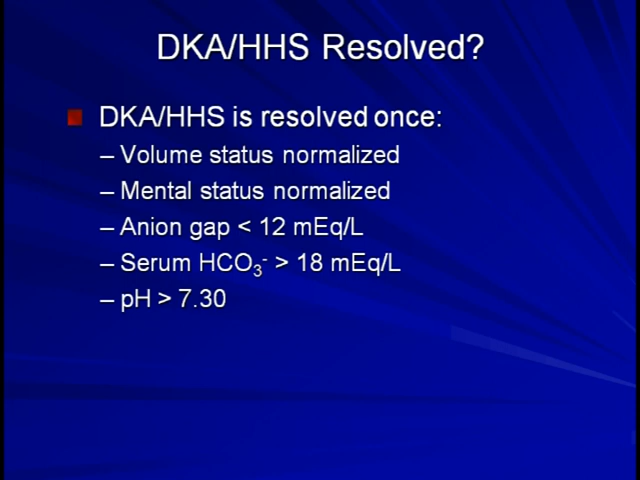 DKA/HHS Resolved?
DKA/HHS is resolved once:
– Volume status normalized
– Mental status normalized
– Anion gap < 12 mEq/L
– Serum HCO₃⁻ > 18 mEq/L
– pH > 7.30